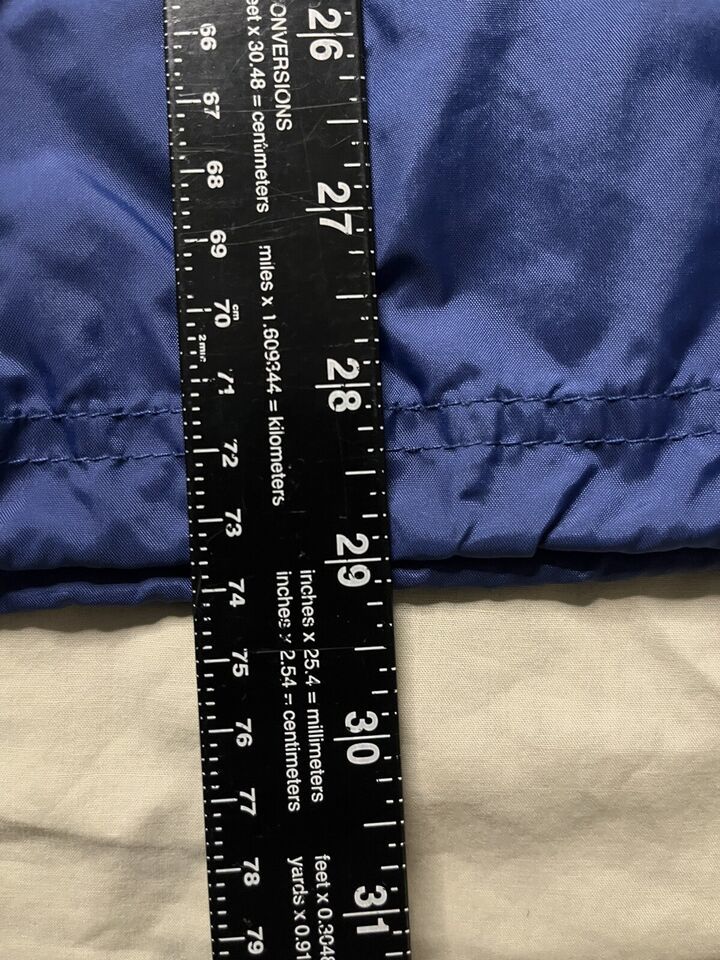 26
27
28
29
30
31
CONVERSIONS
feet x 30.48 = centimeters
miles x 1.609344 = kilometers
inches x 25.4 = millimeters
inches x 2.54 = centimeters
feet x 0.3048
yards x 0.91
66
67
68
69
cm
70
71
72
73
74
75
76
77
78
79